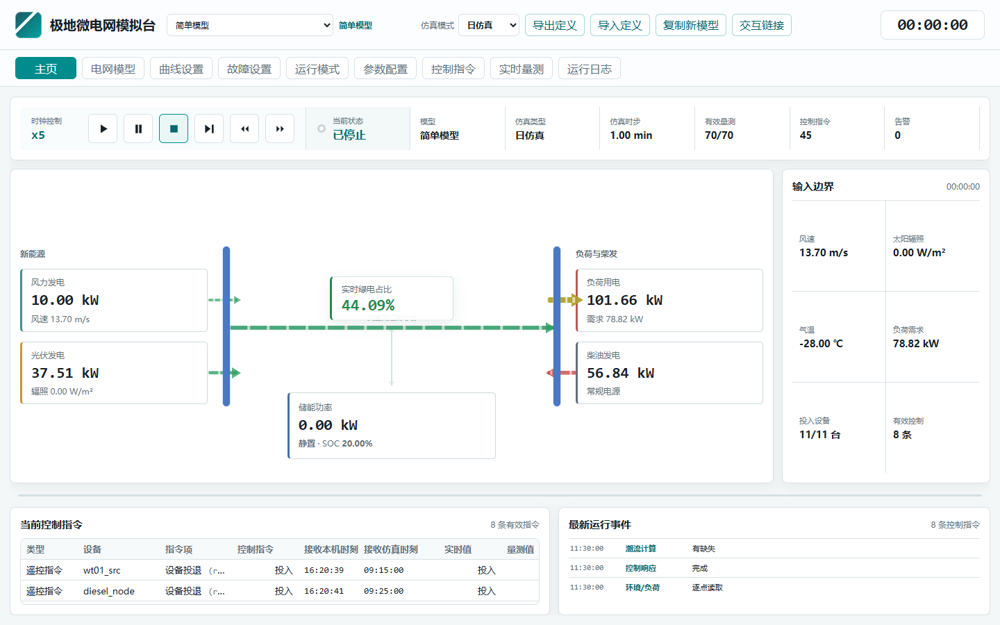 极地微电网模拟台
简单模型
简单模型
仿真模式
日仿真
导出定义
导入定义
复制新模型
交互链接
00:00:00
主页
电网模型
曲线设置
故障设置
运行模式
参数配置
控制指令
实时量测
运行日志
时钟控制
x5
当前状态
已停止
模型
简单模型
仿真类型
日仿真
仿真时步
1.00 min
有效量测
70/70
控制指令
45
告警
0
新能源
风力发电
10.00 kW
风速 13.70 m/s
光伏发电
37.51 kW
辐照 0.00 W/m²
实时绿电占比
44.09%
储能功率
0.00 kW
静置 · SOC 20.00%
负荷与柴发
负荷用电
101.66 kW
需求 78.82 kW
柴油发电
56.84 kW
常规电源
输入边界
00:00:00
风速
13.70 m/s
太阳辐照
0.00 W/m²
气温
-28.00 ℃
负荷需求
78.82 kW
投入设备
11/11 台
有效控制
8 条
当前控制指令
8 条有效指令
类型 设备 指令项 控制指令 接收本机时刻 接收仿真时刻 实时值 量测值
遥控指令 wt01_src 设备投退 (r... 投入 16:20:39 09:15:00 投入
遥控指令 diesel_node 设备投退 (r... 投入 16:20:41 09:25:00 投入
最新运行事件
8 条控制指令
11:30:00 潮流计算 有缺失
11:30:00 控制响应 完成
11:30:00 环境/负荷 逐点读取